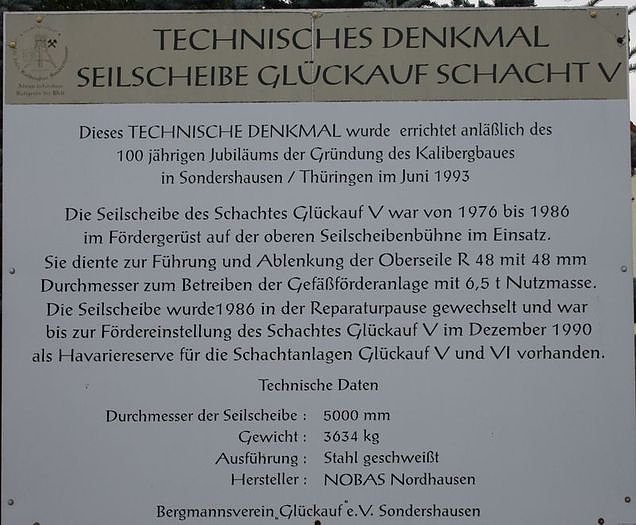 TECHNISCHES DENKMAL
SEILSCHEIBE GLÜCKAUF SCHACHT V
Dieses TECHNISCHE DENKMAL wurde errichtet anläßlich des
100 jährigen Jubiläums der Gründung des Kalibergbaues
in Sondershausen / Thüringen im Juni 1993
Die Seilscheibe des Schachtes Glückauf V war von 1976 bis 1986
im Fördergerüst auf der oberen Seilscheibenbühne im Einsatz.
Sie diente zur Führung und Ablenkung der Oberseile R 48 mit 48 mm
Durchmesser zum Betreiben der Gefäßförderanlage mit 6,5 t Nutzmasse.
Die Seilscheibe wurde1986 in der Reparaturpause gewechselt und war
bis zur Fördereinstellung des Schachtes Glückauf V im Dezember 1990
als Havariereserve für die Schachtanlagen Glückauf V und VI vorhanden.
Technische Daten
Durchmesser der Seilscheibe : 5000 mm
Gewicht : 3634 kg
Ausführung : Stahl geschweißt
Hersteller : NOBAS Nordhausen
Bergmannsverein„Glückauf"e.V. Sondershausen